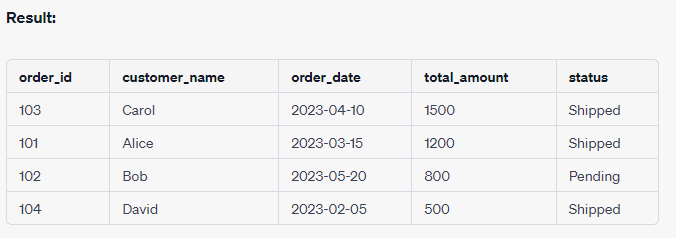 Result:
order_id customer_name order_date total_amount status
103 Carol 2023-04-10 1500 Shipped
101 Alice 2023-03-15 1200 Shipped
102 Bob 2023-05-20 800 Pending
104 David 2023-02-05 500 Shipped